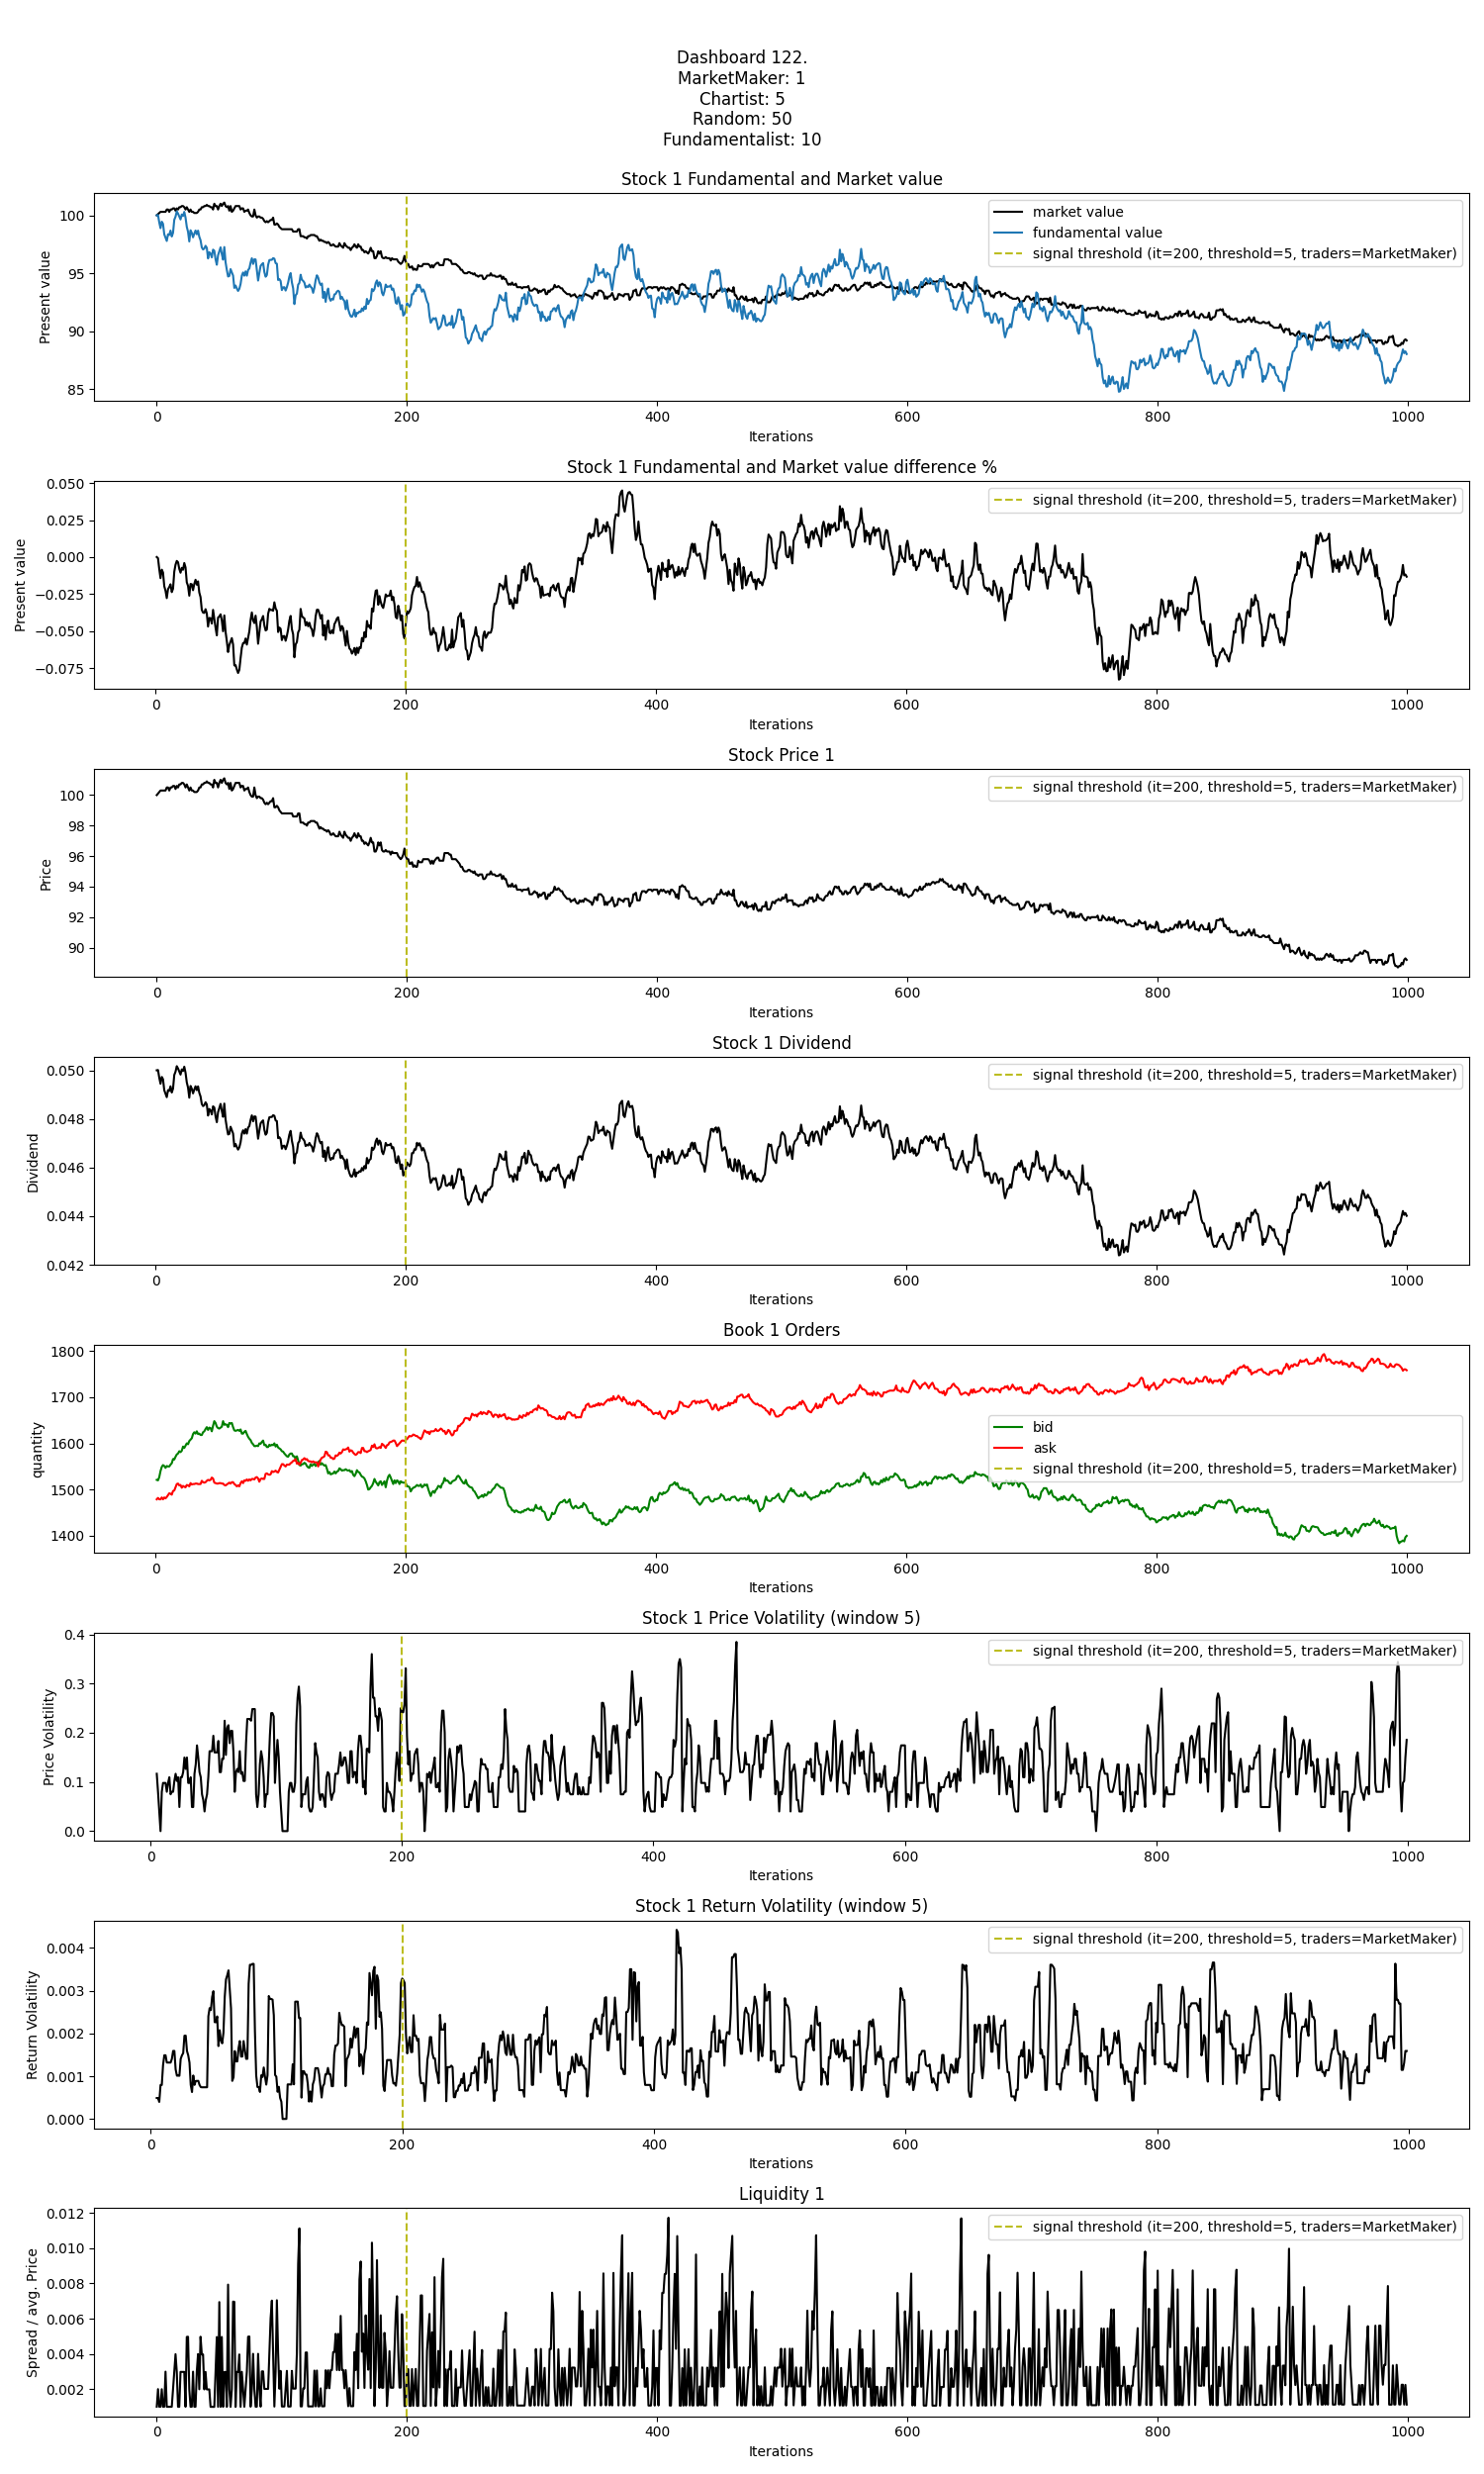 Dashboard 122.
MarketMaker: 1
Chartist: 5
Random: 50
Fundamentalist: 10
Stock 1 Fundamental and Market value
Present value
100
95
90
85
market value
fundamental value
signal threshold (it=200, threshold=5, traders=MarketMaker)
0 200 400 600 800 1000
Iterations
Stock 1 Fundamental and Market value difference %
Present value
0.050
0.025
0.000
−0.025
−0.050
−0.075
signal threshold (it=200, threshold=5, traders=MarketMaker)
0 200 400 600 800 1000
Iterations
Stock Price 1
Price
100
98
96
94
92
90
signal threshold (it=200, threshold=5, traders=MarketMaker)
0 200 400 600 800 1000
Iterations
Stock 1 Dividend
Dividend
0.050
0.048
0.046
0.044
0.042
signal threshold (it=200, threshold=5, traders=MarketMaker)
0 200 400 600 800 1000
Iterations
Book 1 Orders
quantity
1800
1700
1600
1500
1400
bid
ask
signal threshold (it=200, threshold=5, traders=MarketMaker)
0 200 400 600 800 1000
Iterations
Stock 1 Price Volatility (window 5)
Price Volatility
0.4
0.3
0.2
0.1
0.0
signal threshold (it=200, threshold=5, traders=MarketMaker)
0 200 400 600 800 1000
Iterations
Stock 1 Return Volatility (window 5)
Return Volatility
0.004
0.003
0.002
0.001
0.000
signal threshold (it=200, threshold=5, traders=MarketMaker)
0 200 400 600 800 1000
Iterations
Liquidity 1
Spread / avg. Price
0.012
0.010
0.008
0.006
0.004
0.002
signal threshold (it=200, threshold=5, traders=MarketMaker)
0 200 400 600 800 1000
Iterations